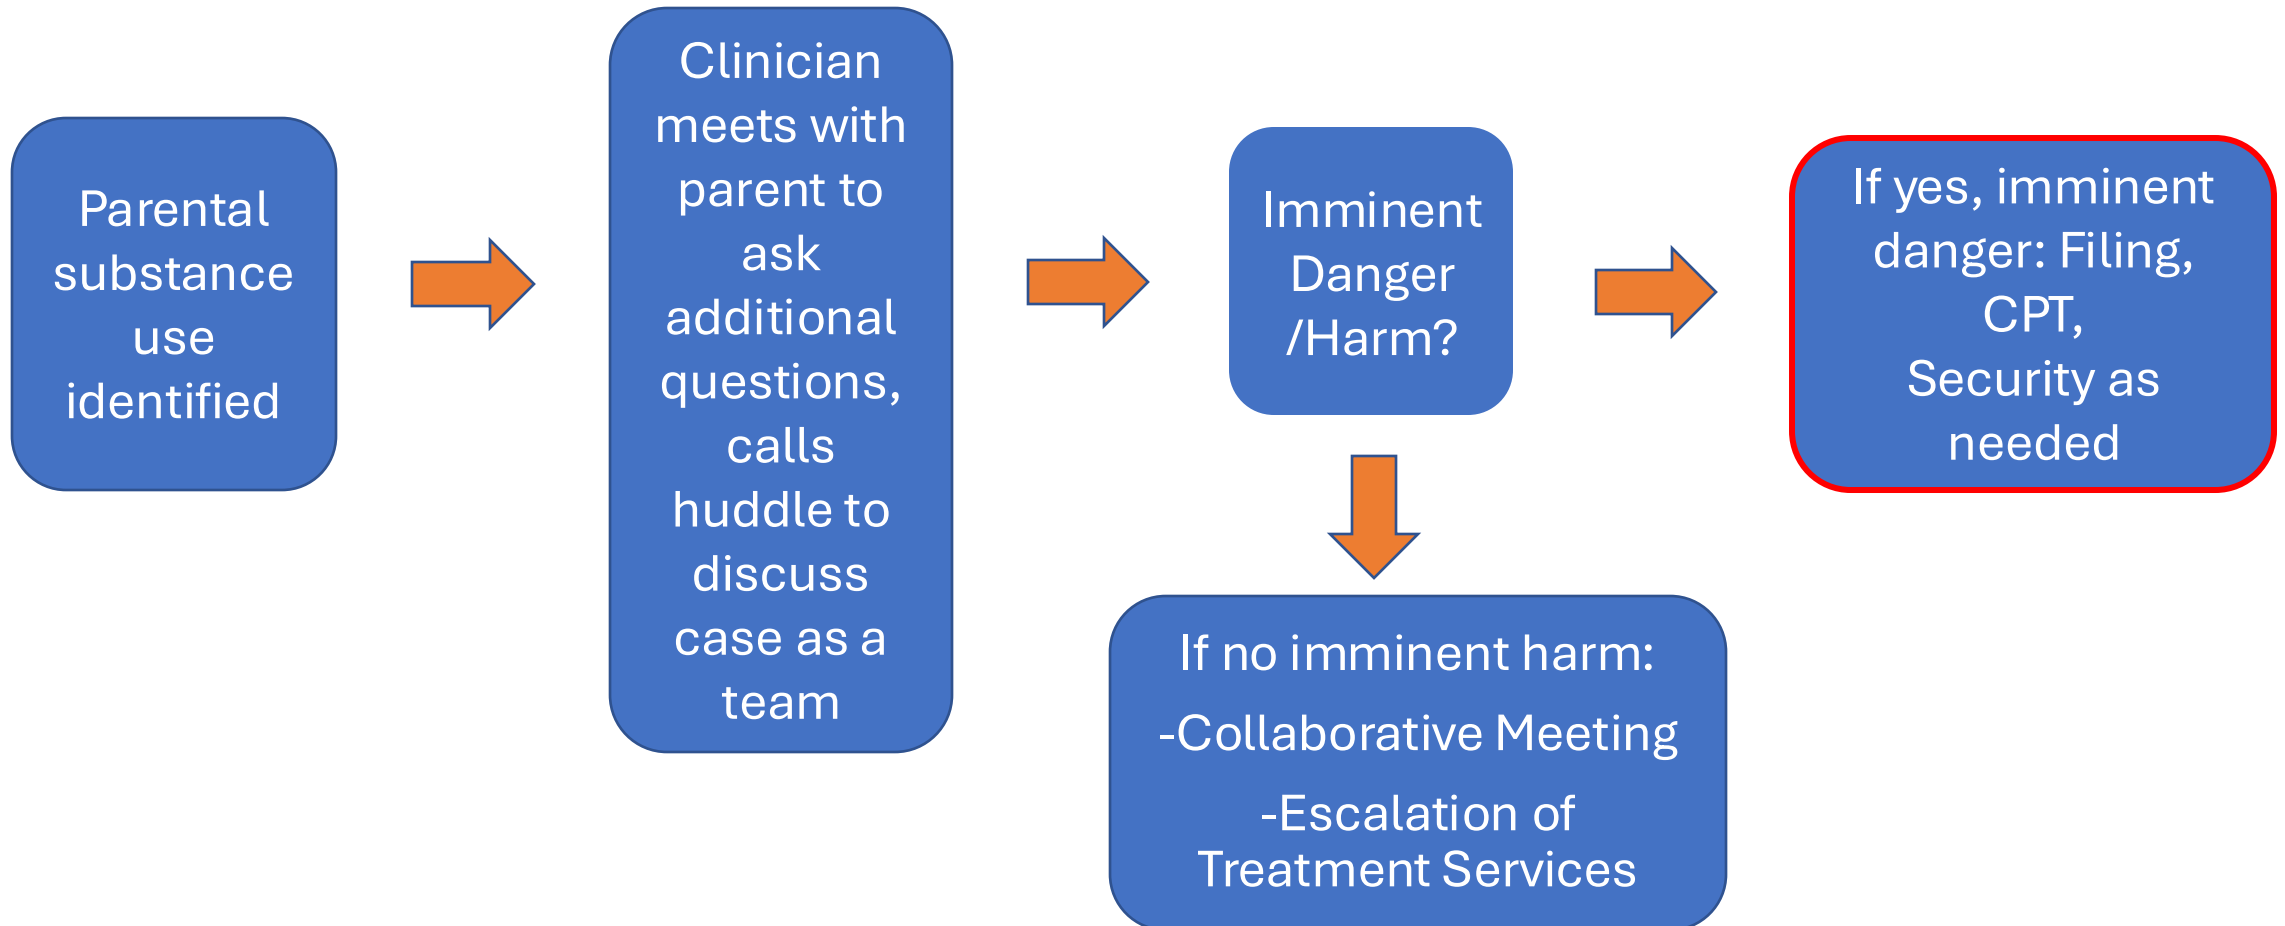 Parental
substance
use
identified
Clinician
meets with
parent to
ask
additional
questions,
calls
huddle to
discuss
case as a
team
Imminent
Danger
/Harm?
If yes, imminent
danger: Filing,
CPT,
Security as
needed
If no imminent harm:
-Collaborative Meeting
-Escalation of
Treatment Services